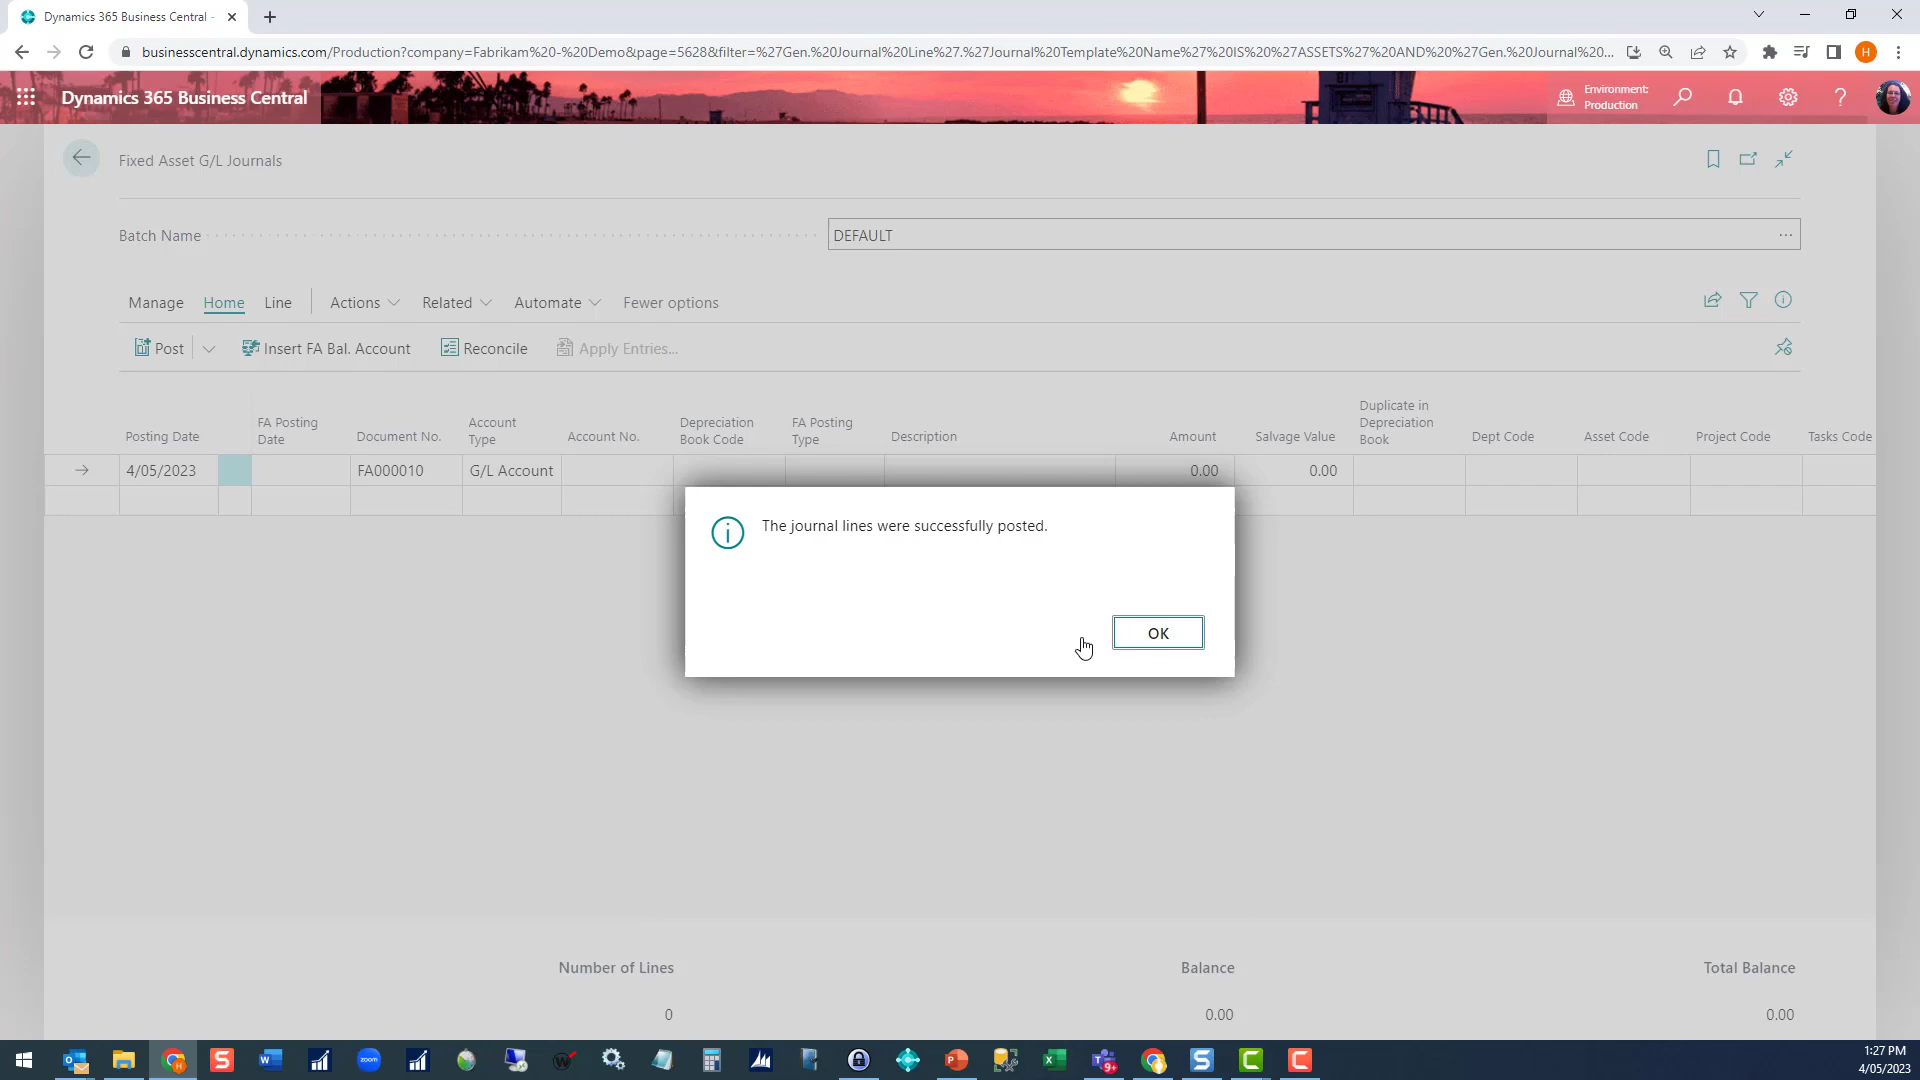 Dynamics 365 Business Central -
businesscentral.dynamics.com/Production?company=Fabrikam%20-%20Demo&page=5628&filter=%27Gen.%20Journal%20Line%27.%27Journal%20Template%20Name%27%20IS%20%27ASSETS%27%20AND%20%27Gen.%20Journal%20...
H
Dynamics 365 Business Central
Environment:
Production
Fixed Asset G/L Journals
Batch Name
DEFAULT
Manage Home Line Actions Related Automate Fewer options
Post Insert FA Bal. Account Reconcile Apply Entries...
Posting Date FA Posting Date Document No. Account Type Account No. Depreciation Book Code FA Posting Type Description Amount Salvage Value Duplicate in Depreciation Book Dept Code Asset Code Project Code Tasks Code
4/05/2023 FA000010 G/L Account 0.00 0.00
The journal lines were successfully posted.
OK
Number of Lines Balance Total Balance
0 0.00 0.00
1:27 PM
4/05/2023